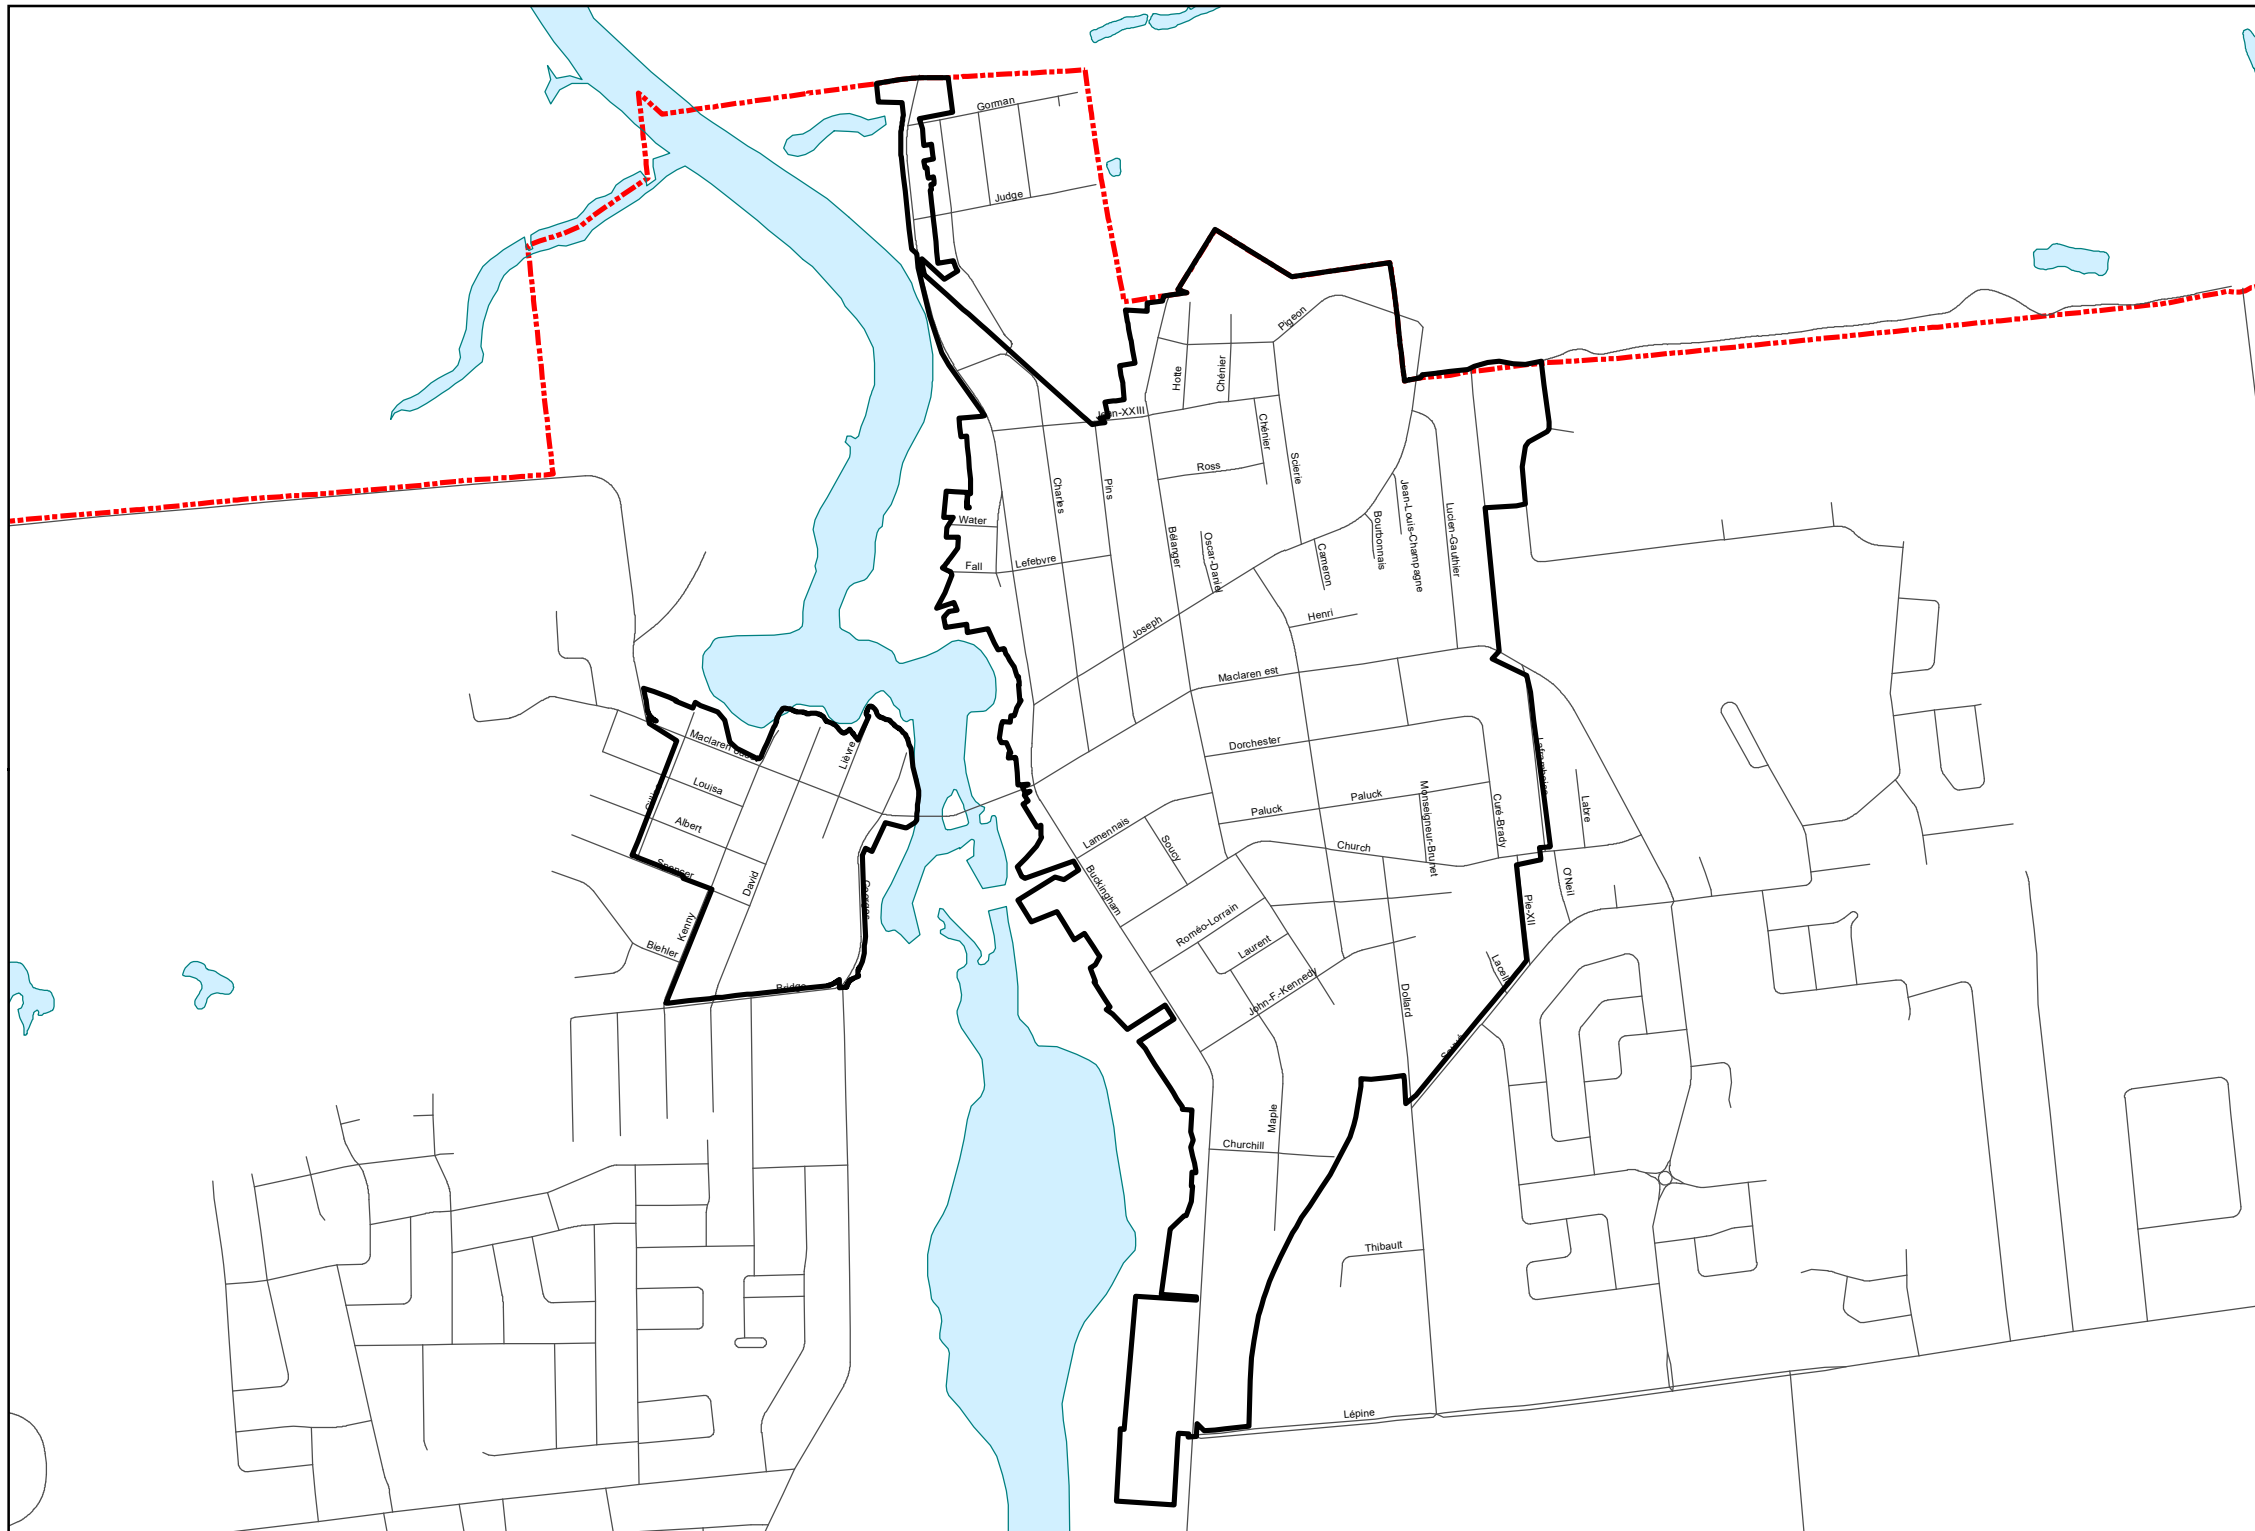 Gorman
Judge
Pigeon
Hotte
Chénier
Jean-XXIII
Chénier
Ross
Scierie
Charles
Pins
Jean-Louis-Champagne
Lucien-Gauthier
Bourbonnais
Water
Bélanger
Oscar-Daniel
Cameron
Fall
Lefebvre
Henri
Joseph
Maclaren est
Maclaren
Lièvre
Dorchester
Laframboise
Louisa
Albert
Paluck
Paluck
Monseigneur-Brunet
Curé-Brady
Labre
Lamennais
Soucy
Church
Spencer
David
Georges
Buckingham
O'Neil
Pie-XII
Kenny
Biehler
Roméo-Lorrain
Laurent
John-F.-Kennedy
Bridge
Dollard
Maple
Churchill
Thibault
Lépine